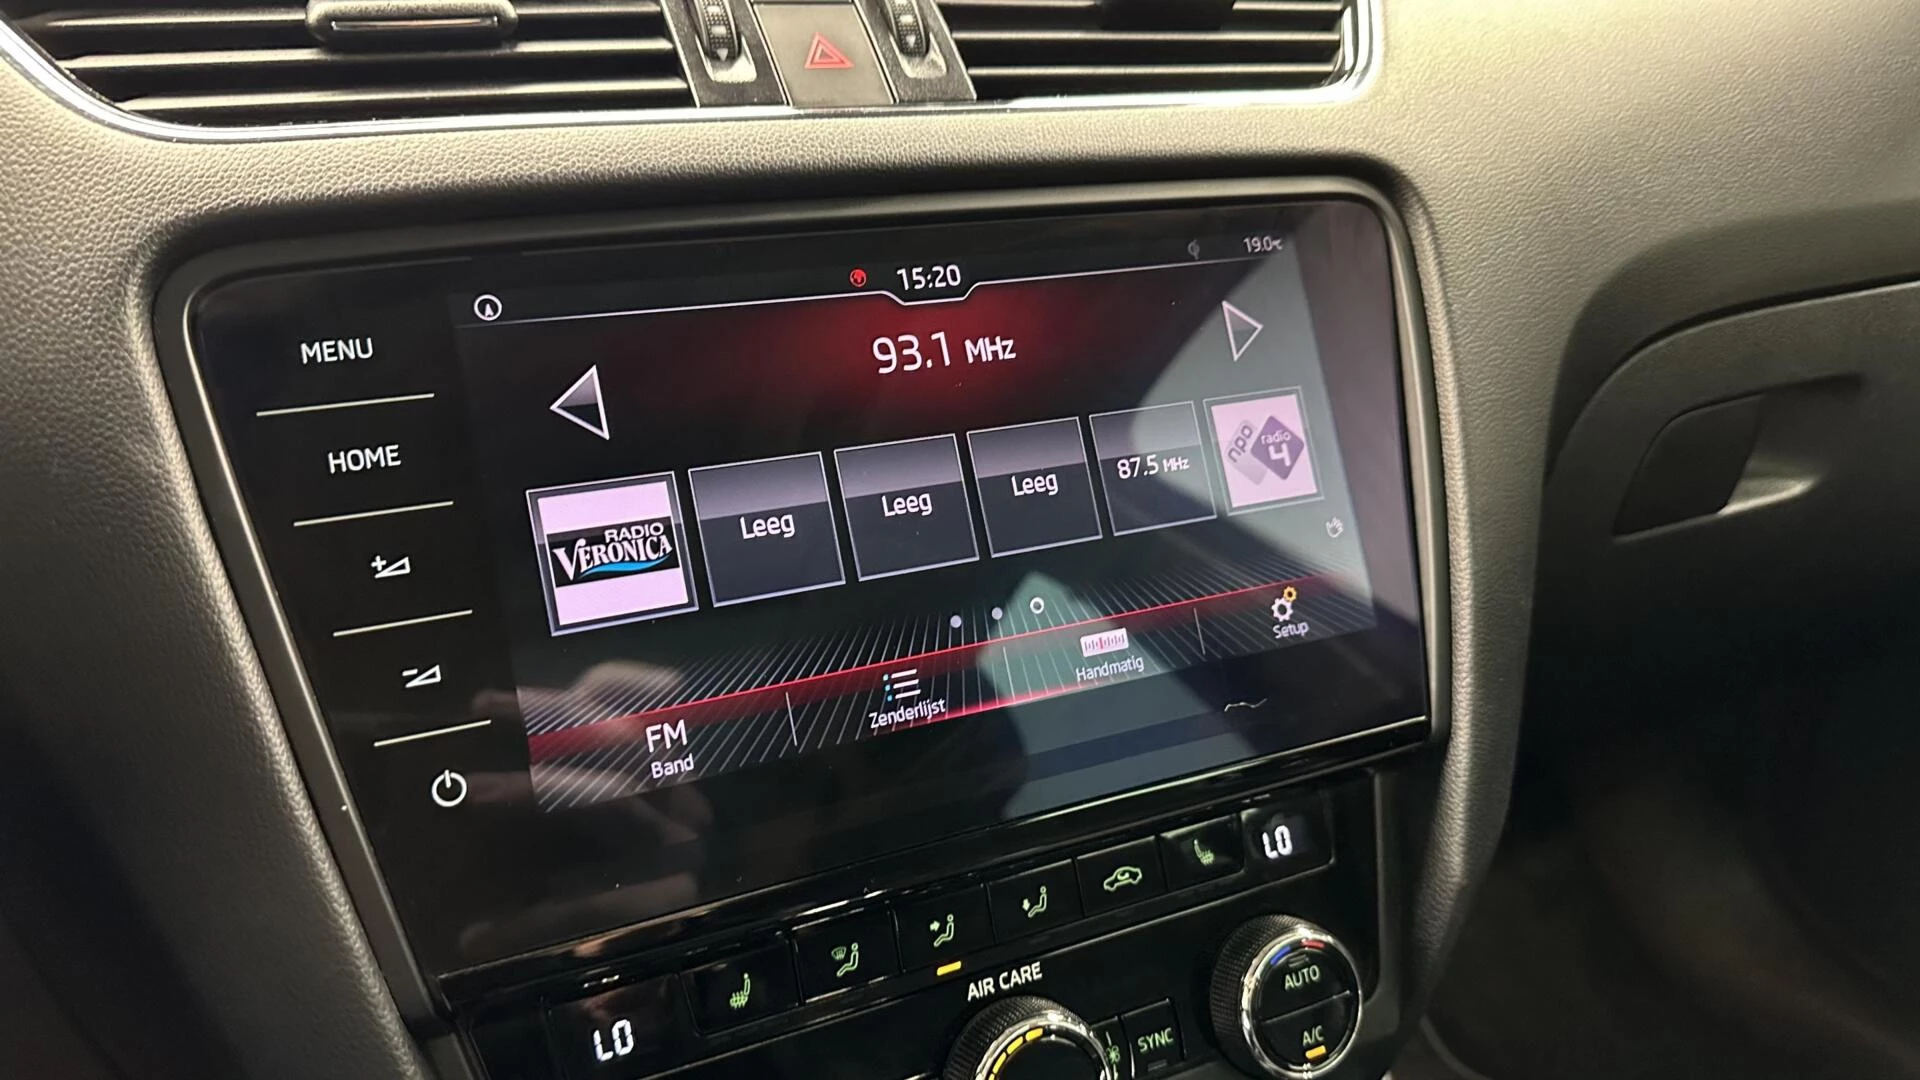 15:20
19.0°C
93.1 MHz
MENU
HOME
RADIO
VERONICA
Leeg
Leeg
Leeg
87.5 MHz
npo
radio
4
FM
Band
Zenderlijst
Handmatig
Setup
LO
LO
AIR CARE
SYNC
AUTO
A/C